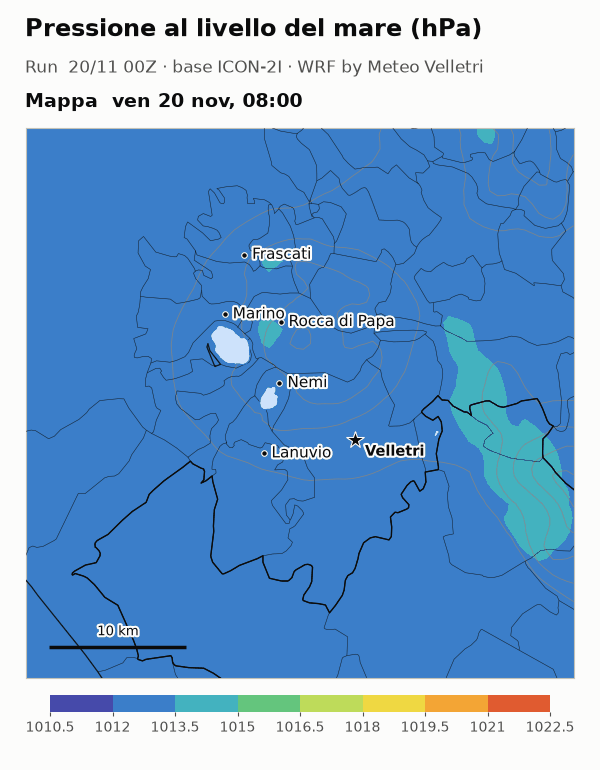 Pressione al livello del mare (hPa)
Run  20/11 00Z · base ICON-2I · WRF by Meteo Velletri
Mappa  ven 20 nov, 08:00
Frascati
Marino
Rocca di Papa
Nemi
Velletri
Lanuvio
10 km
1010.5 1012 1013.5 1015 1016.5 1018 1019.5 1021 1022.5